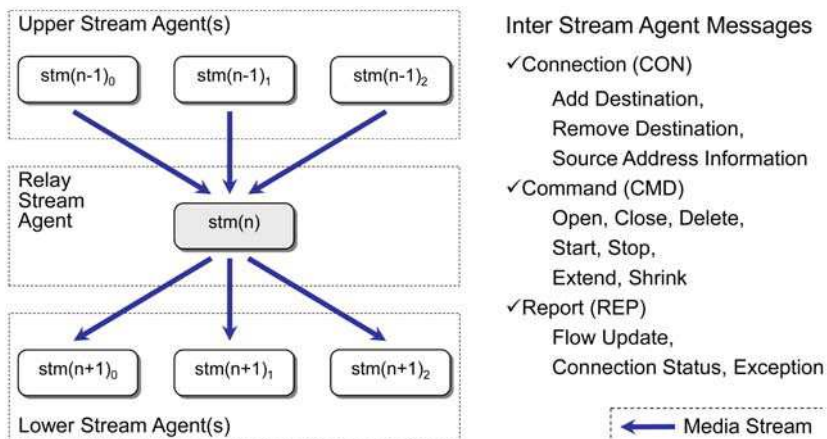 Upper Stream Agent(s)
stm(n-1)₀
stm(n-1)₁
stm(n-1)₂
Relay
Stream
Agent
stm(n)
stm(n+1)₀
stm(n+1)₁
stm(n+1)₂
Lower Stream Agent(s)
Inter Stream Agent Messages
✓Connection (CON)
Add Destination,
Remove Destination,
Source Address Information
✓Command (CMD)
Open, Close, Delete,
Start, Stop,
Extend, Shrink
✓Report (REP)
Flow Update,
Connection Status, Exception
Media Stream